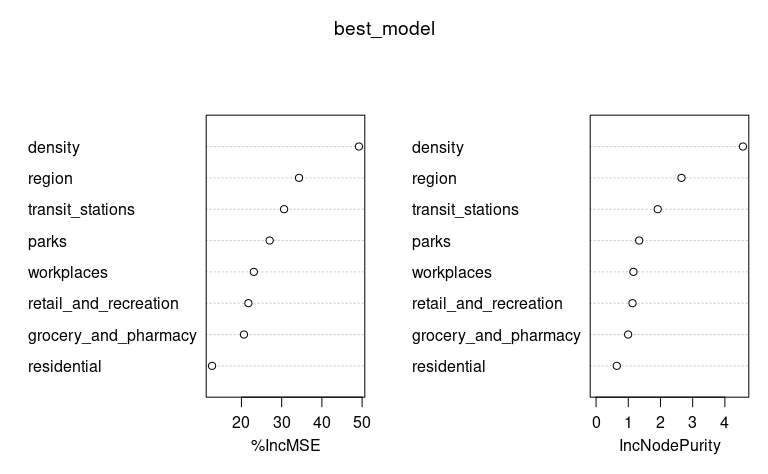 best_model
density
region
transit_stations
parks
workplaces
retail_and_recreation
grocery_and_pharmacy
residential
20 30 40 50
%IncMSE
density
region
transit_stations
parks
workplaces
retail_and_recreation
grocery_and_pharmacy
residential
0 1 2 3 4
IncNodePurity